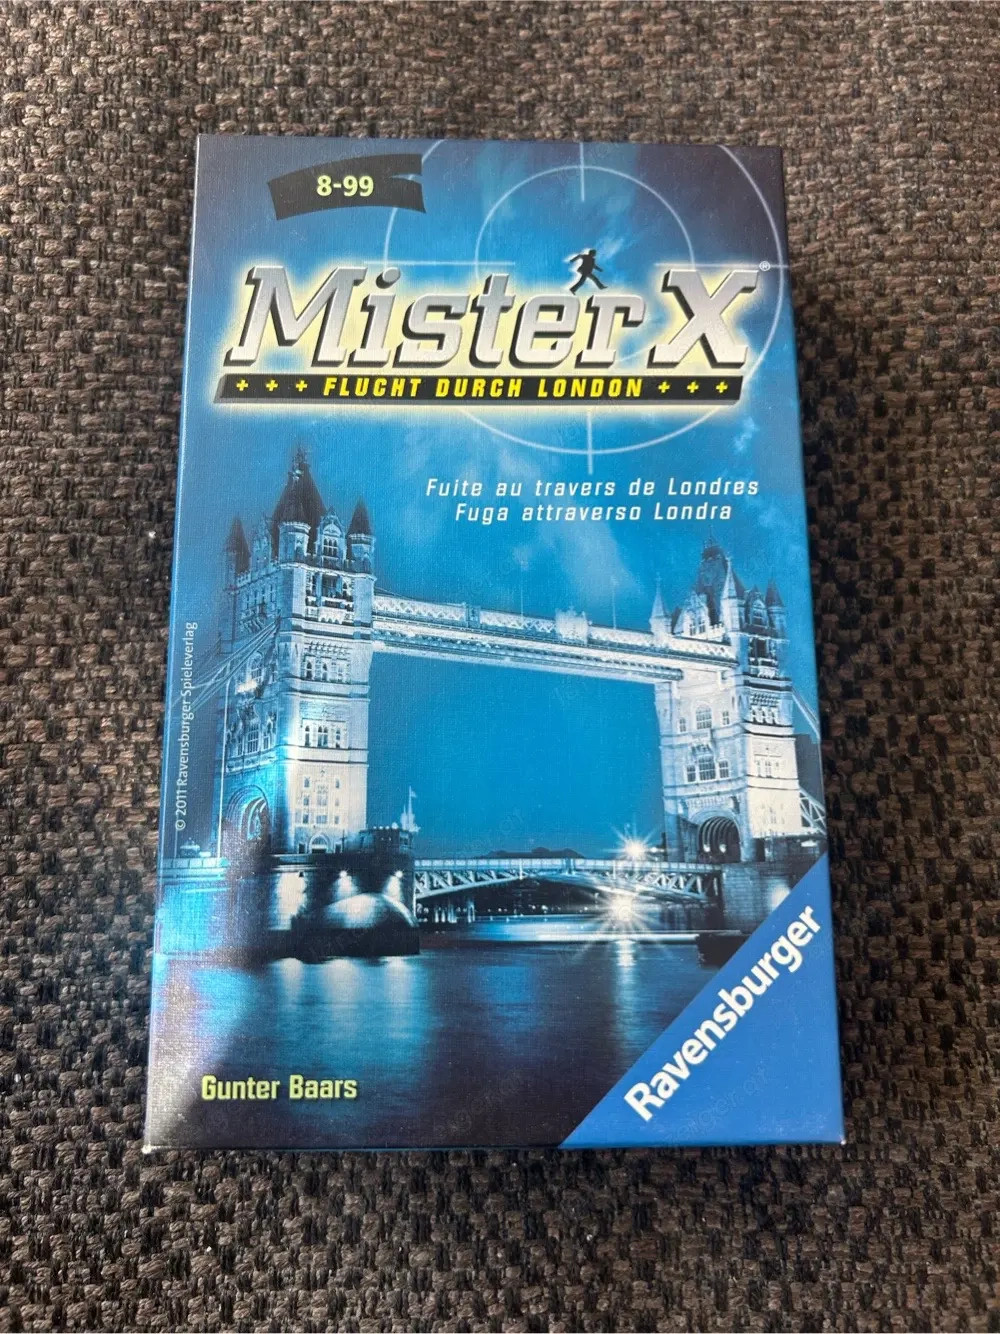 8-99
Mister X®
+ + + FLUCHT DURCH LONDON + + +
Fuite au travers de Londres
Fuga attraverso Londra
© 2011 Ravensburger Spieleverlag
Gunter Baars
Ravensburger